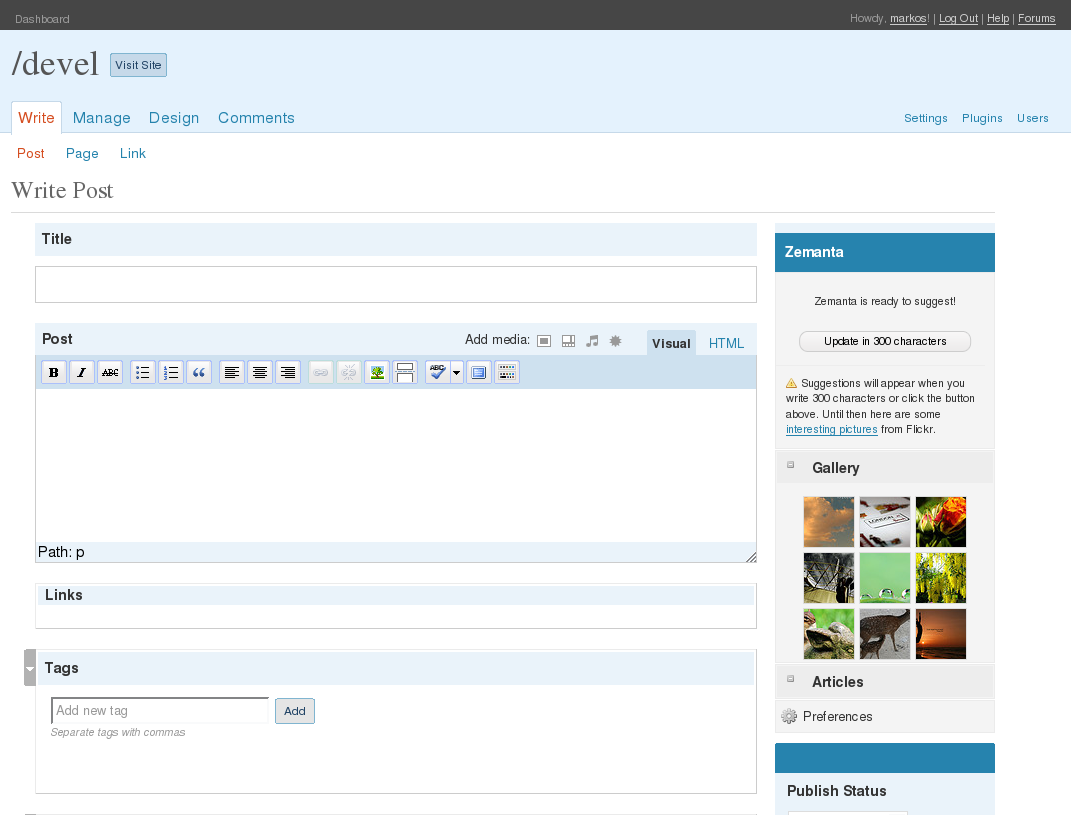 Dashboard
Howdy, markos! | Log Out | Help | Forums
/devel Visit Site
Write Manage Design Comments
Settings Plugins Users
Post Page Link
Write Post
Title
Post
Add media:
Visual HTML
B I ABC
ABC
Path: p
Links
Tags
Add new tag
Add
Separate tags with commas
Zemanta
Zemanta is ready to suggest!
Update in 300 characters
Suggestions will appear when you
write 300 characters or click the button
above. Until then here are some
interesting pictures from Flickr.
Gallery
LONDON
Articles
Preferences
Publish Status